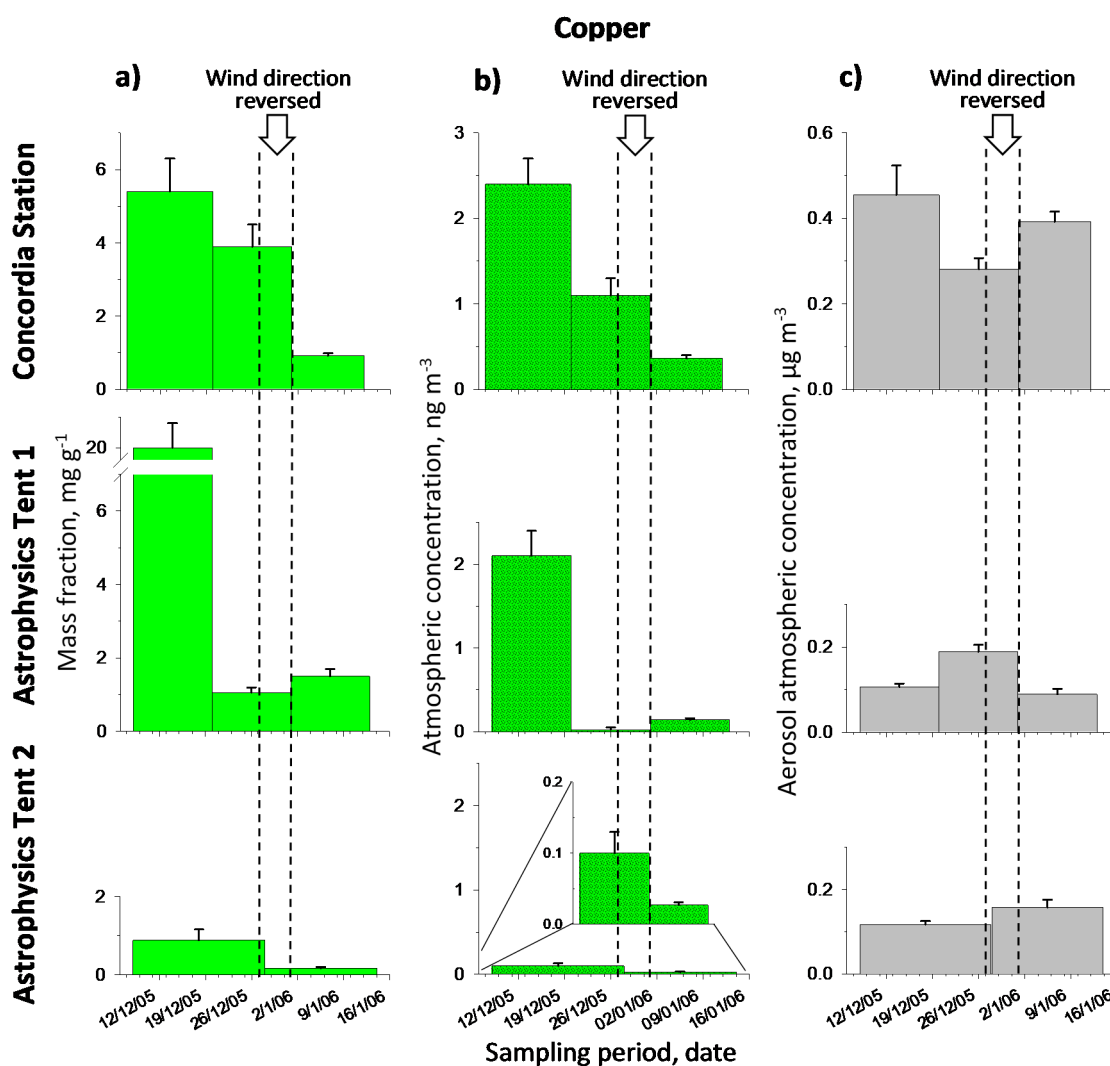 Copper
a)
Wind direction
reversed
b)
Wind direction
reversed
c)
Wind direction
reversed
Concordia Station
Astrophysics Tent 1
Astrophysics Tent 2
Mass fraction, mg g-1
6
4
2
0
20
6
4
2
0
2
0
12/12/05
19/12/05
26/12/05
2/1/06
9/1/06
16/1/06
Atmospheric concentration, ng m-3
3
2
1
0
2
1
0
2
1
0
0.2
0.1
0.0
12/12/05
19/12/05
26/12/05
02/01/06
09/01/06
16/01/06
Aerosol atmospheric concentration, µg m-3
0.6
0.4
0.2
0.0
0.2
0.0
0.2
0.0
12/12/05
19/12/05
26/12/05
2/1/06
9/1/06
16/1/06
Sampling period, date